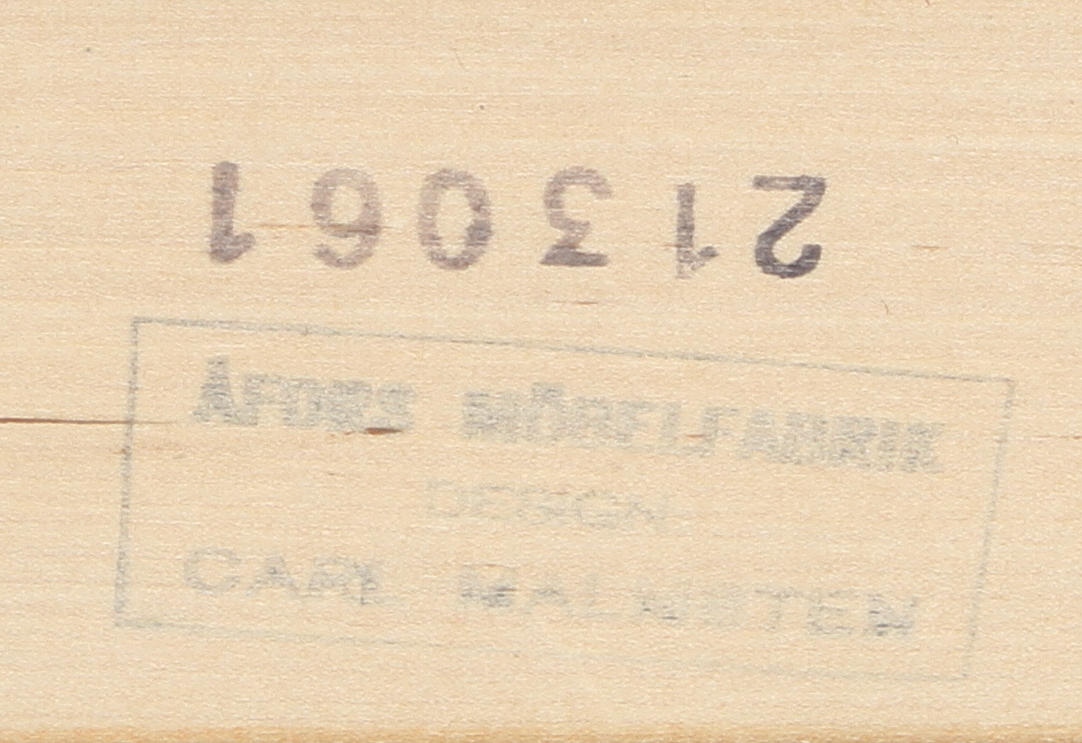 213061
ÅFORS MÖBELFABRIK
DESIGN
CARL MALMSTEN